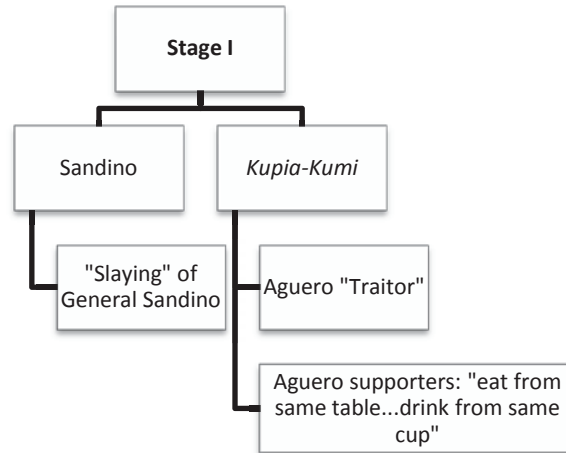 Stage I
Sandino
Kupia-Kumi
"Slaying" of
General Sandino
Aguero "Traitor"
Aguero supporters: "eat from
same table...drink from same
cup"